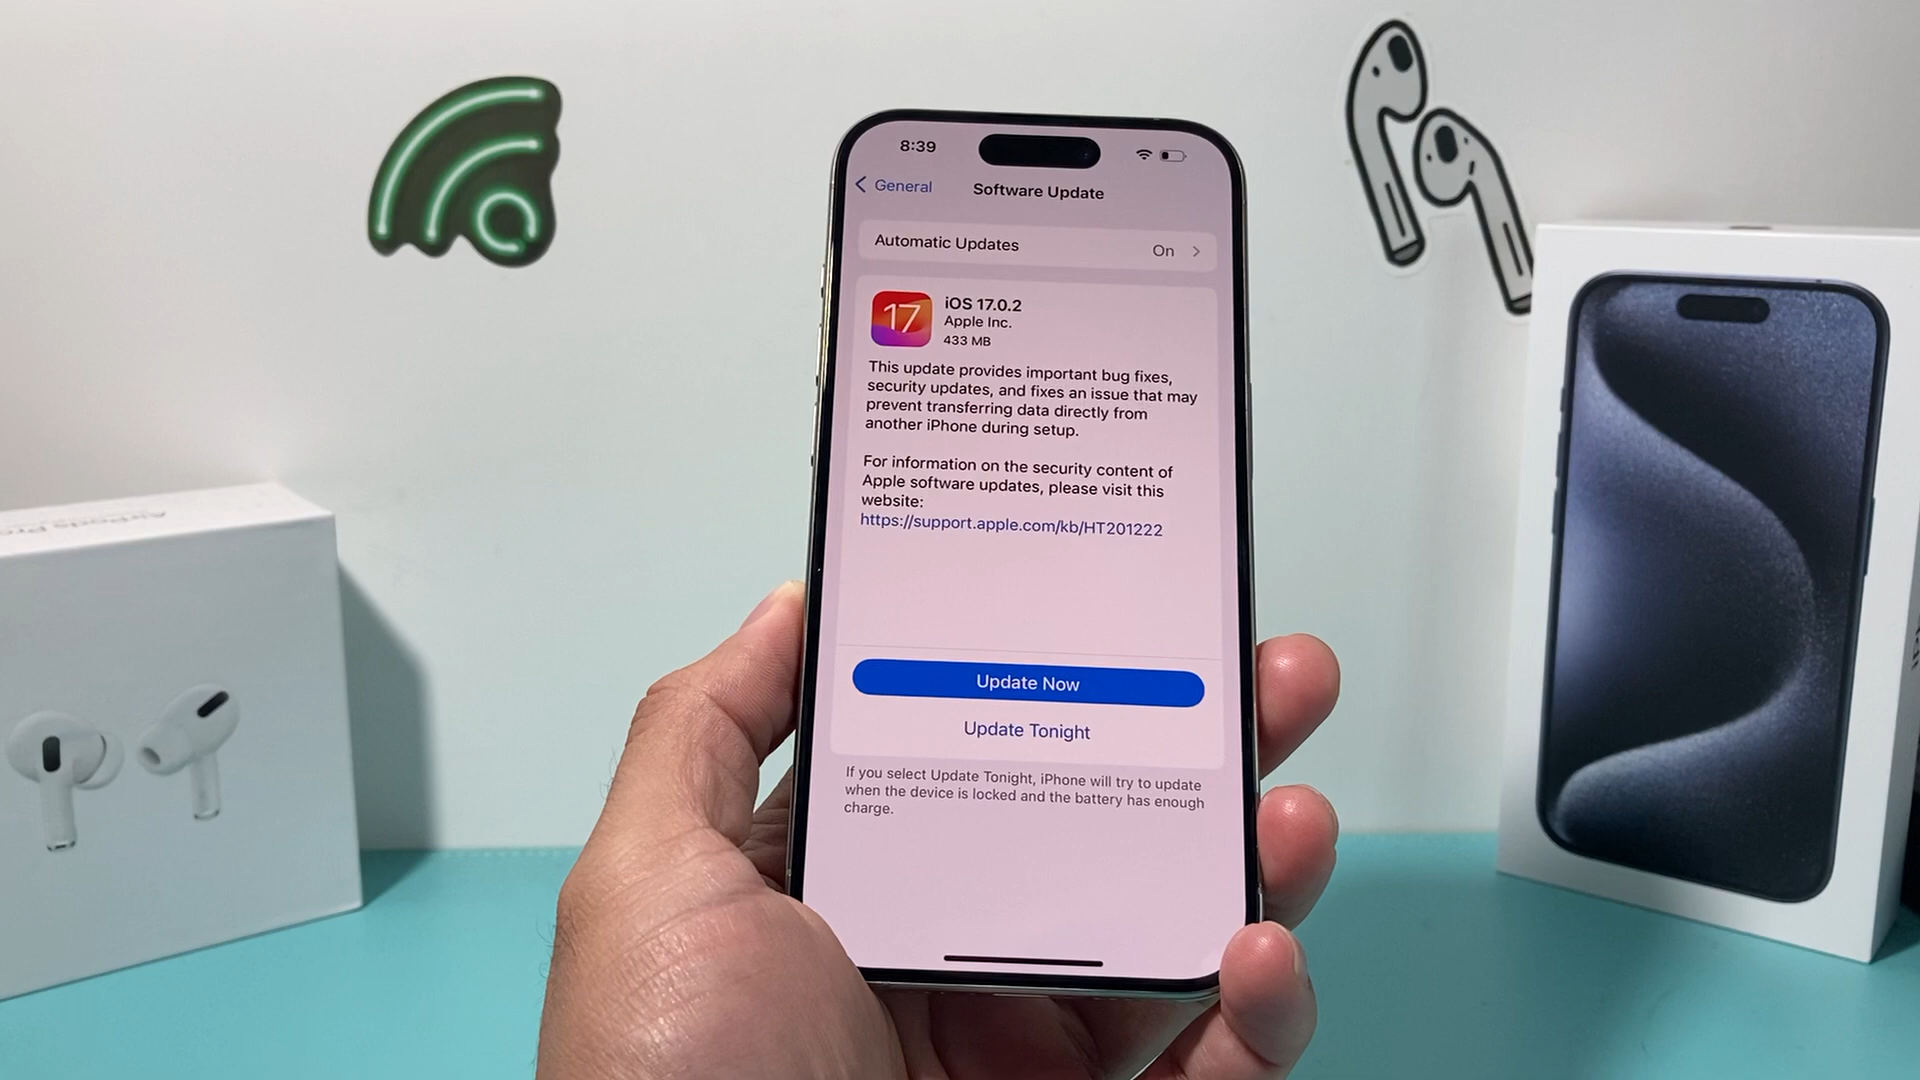 8:39
General
Software Update
Automatic Updates
On
17
iOS 17.0.2
Apple Inc.
433 MB
This update provides important bug fixes,
security updates, and fixes an issue that may
prevent transferring data directly from
another iPhone during setup.
For information on the security content of
Apple software updates, please visit this
website:
https://support.apple.com/kb/HT201222
Update Now
Update Tonight
If you select Update Tonight, iPhone will try to update
when the device is locked and the battery has enough
charge.
AirPods Pro